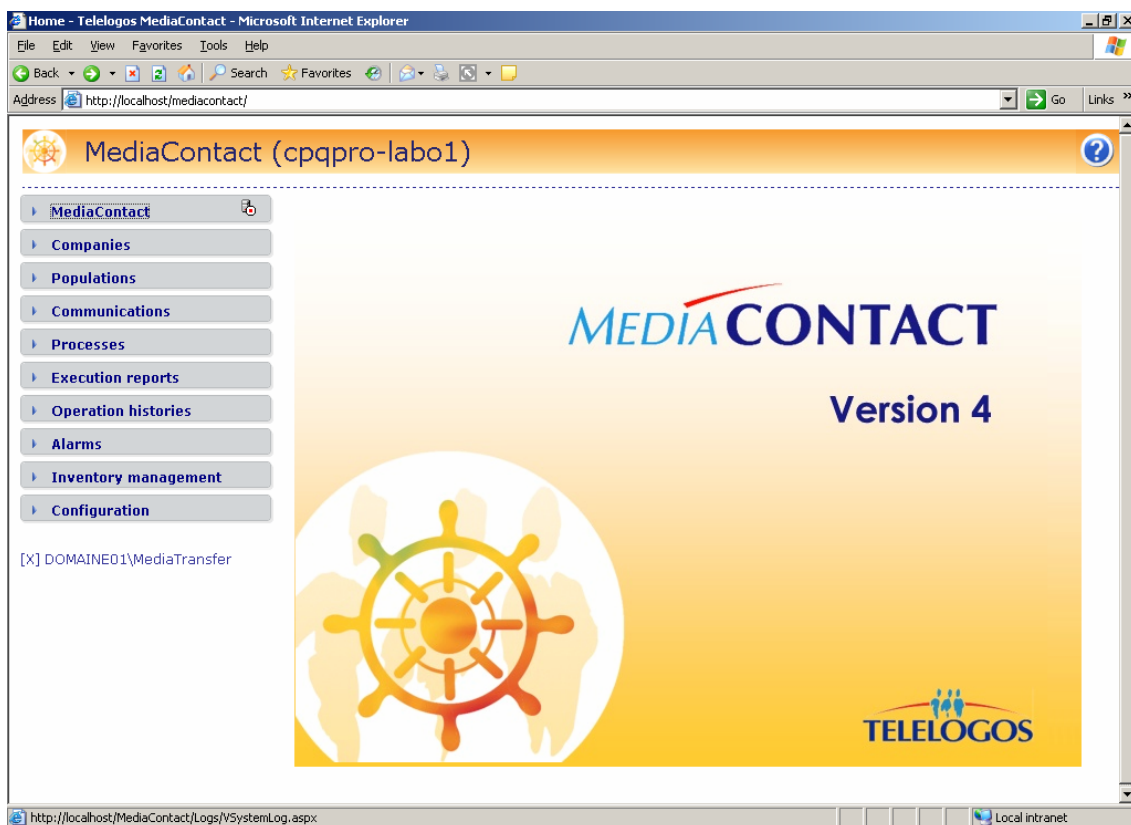 Home - Telelogos MediaContact - Microsoft Internet Explorer
File Edit View Favorites Tools Help
Back Search Favorites
Address http://localhost/mediacontact/ Go Links »
MediaContact (cpqpro-labo1) ?
MediaContact
Companies
Populations
Communications
Processes
Execution reports
Operation histories
Alarms
Inventory management
Configuration
[X] DOMAINE01\MediaTransfer
MEDIACONTACT
Version 4
TELELOGOS
http://localhost/MediaContact/Logs/VSystemLog.aspx Local intranet